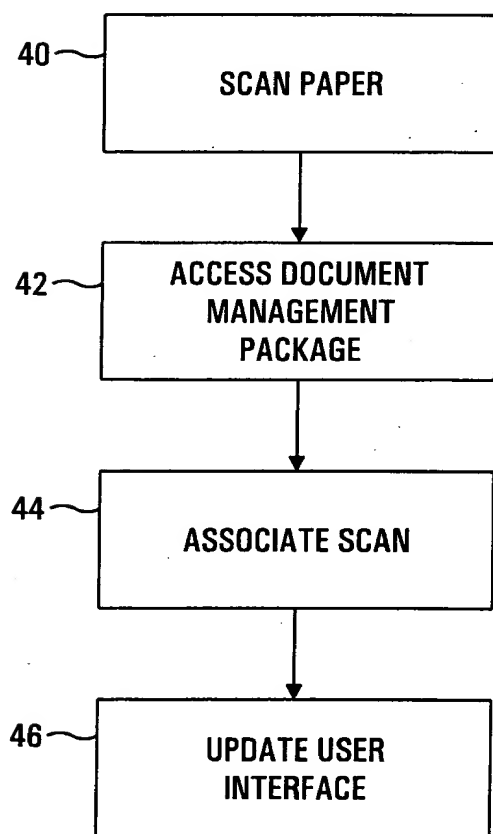 40
SCAN PAPER
42
ACCESS DOCUMENT
MANAGEMENT
PACKAGE
44
ASSOCIATE SCAN
46
UPDATE USER
INTERFACE